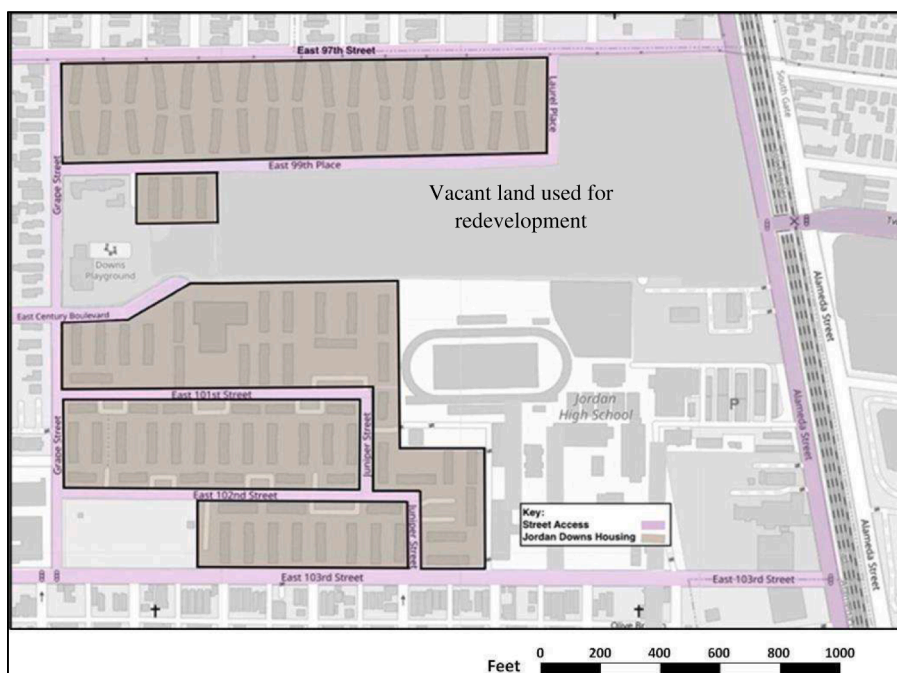 East 97th Street
South Gate
Laurel Place
Grape Street
East 99th Place
Vacant land used for
redevelopment
Downs
Playground
East Century Boulevard
Alameda Street
East 101st Street
Jordan
High School
P
Alameda Street
Grape Street
Juniper Street
East 102nd Street
Juniper Street
Key:
Street Access
Jordan Downs Housing
Alameda Street
East 103rd Street
East 103rd Street
Feet 0 200 400 600 800 1000